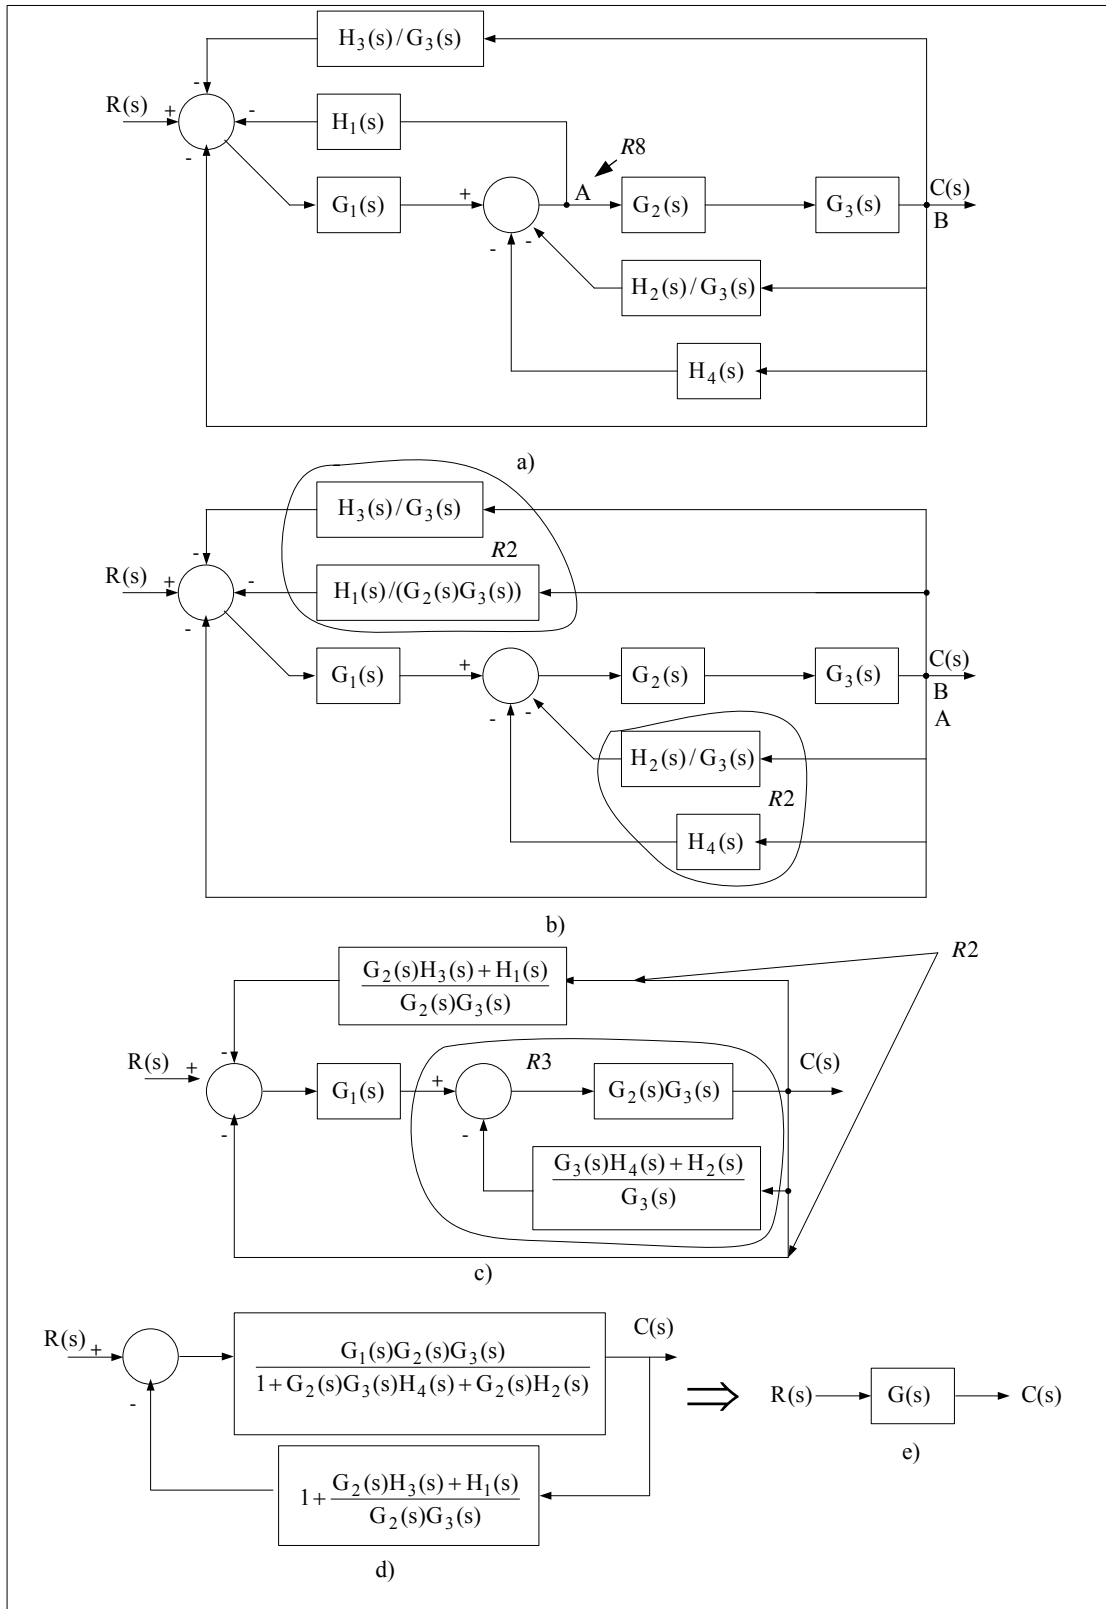 H₃(s)/G₃(s)
-
R(s) + - H₁(s)
- R8
G₁(s) + A G₂(s) G₃(s) C(s)
B
- -
H₂(s)/G₃(s)
H₄(s)
a)
H₃(s)/G₃(s)
- R2
R(s) + - H₁(s)/(G₂(s)G₃(s))
-
G₁(s) + G₂(s) G₃(s) C(s)
B
- - A
H₂(s)/G₃(s)
R2
H₄(s)
b)
R2
G₂(s)H₃(s)+H₁(s)
G₂(s)G₃(s)
-
R(s) + R3 C(s)
G₁(s) + G₂(s)G₃(s)
- -
G₃(s)H₄(s)+H₂(s)
G₃(s)
c)
R(s) + C(s)
G₁(s)G₂(s)G₃(s)
1+G₂(s)G₃(s)H₄(s)+G₂(s)H₂(s)
-
⇒ R(s) G(s) C(s)
e)
1+ G₂(s)H₃(s)+H₁(s)
G₂(s)G₃(s)
d)